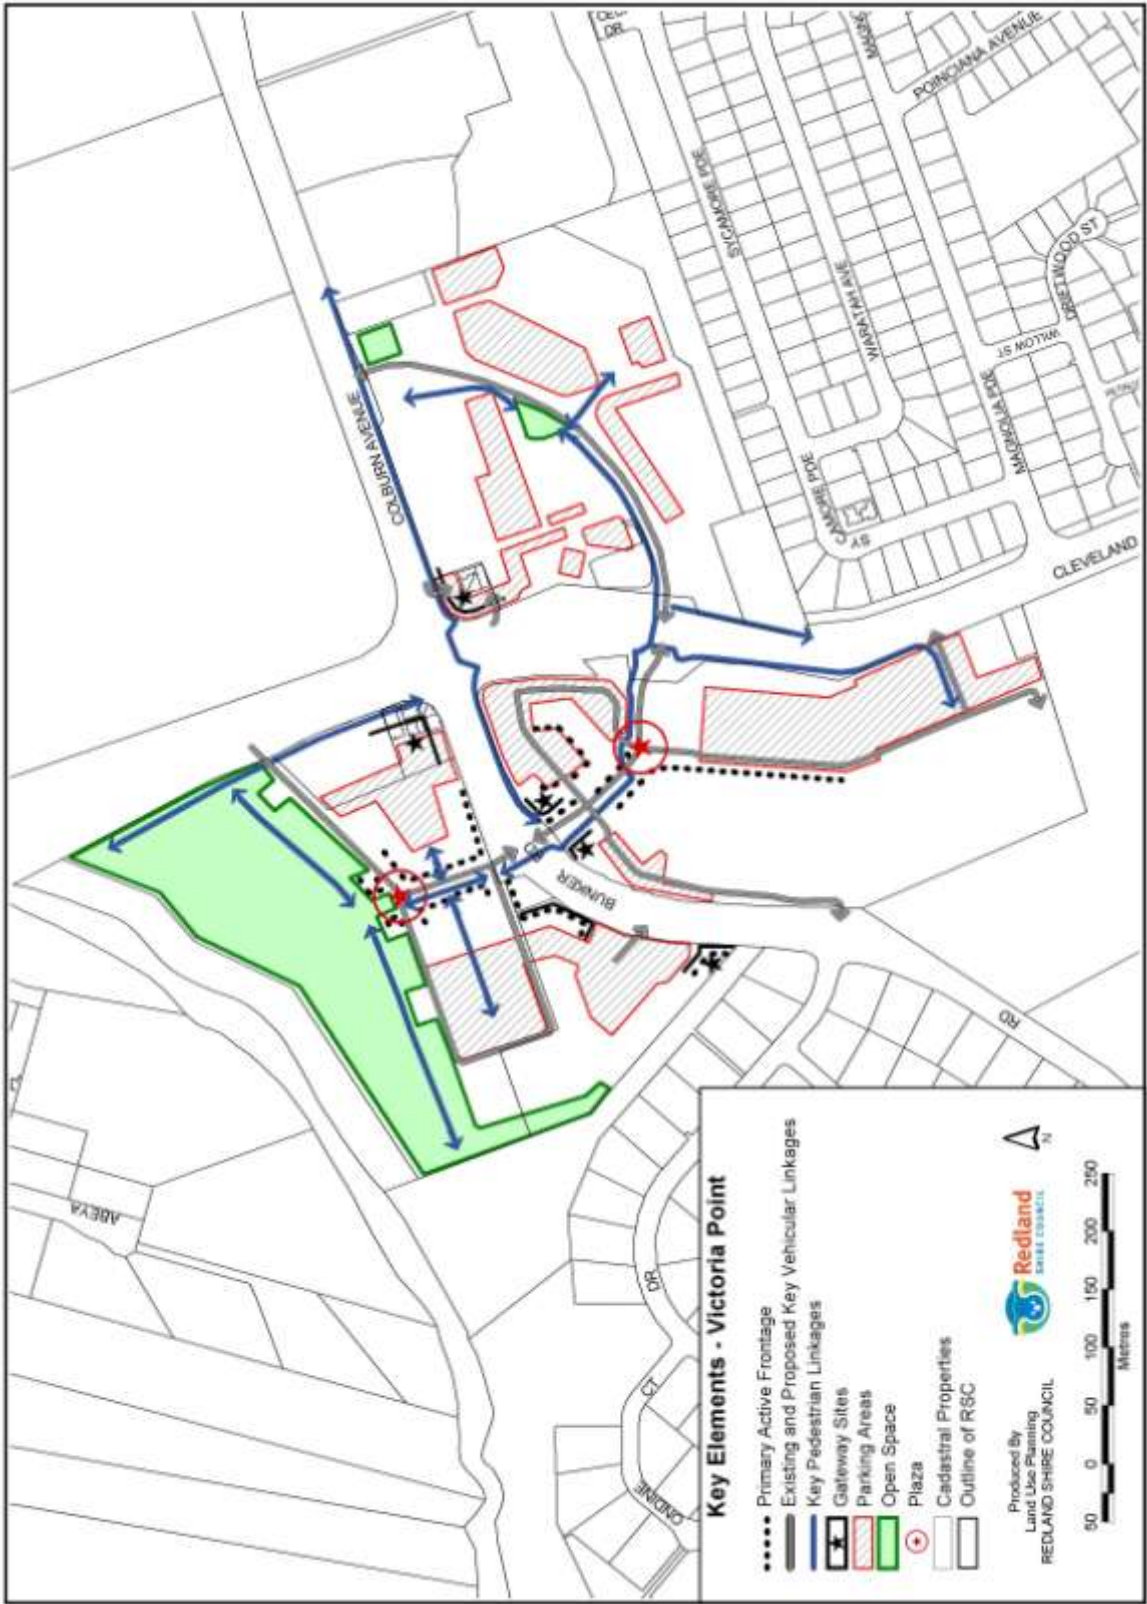 DR
COLBURN AVENUE
SYCAMORE PDE
POINCIANA AVENUE
WARATAH AVE
DRIFTWOOD ST
WILLOW ST
MAGNOLIA PDE
SY
CAMORE PDE
CLEVELAND
BUNKER
RD
RD
ABEYA
DR
CT
ONDINE
Key Elements - Victoria Point
Primary Active Frontage
Existing and Proposed Key Vehicular Linkages
Key Pedestrian Linkages
Gateway Sites
Parking Areas
Open Space
Plaza
Cadastral Properties
Outline of RSC
Produced By
Land Use Planning
REDLAND SHIRE COUNCIL
Redland
SHIRE COUNCIL
N
50 0 50 100 150 200 250
Metres